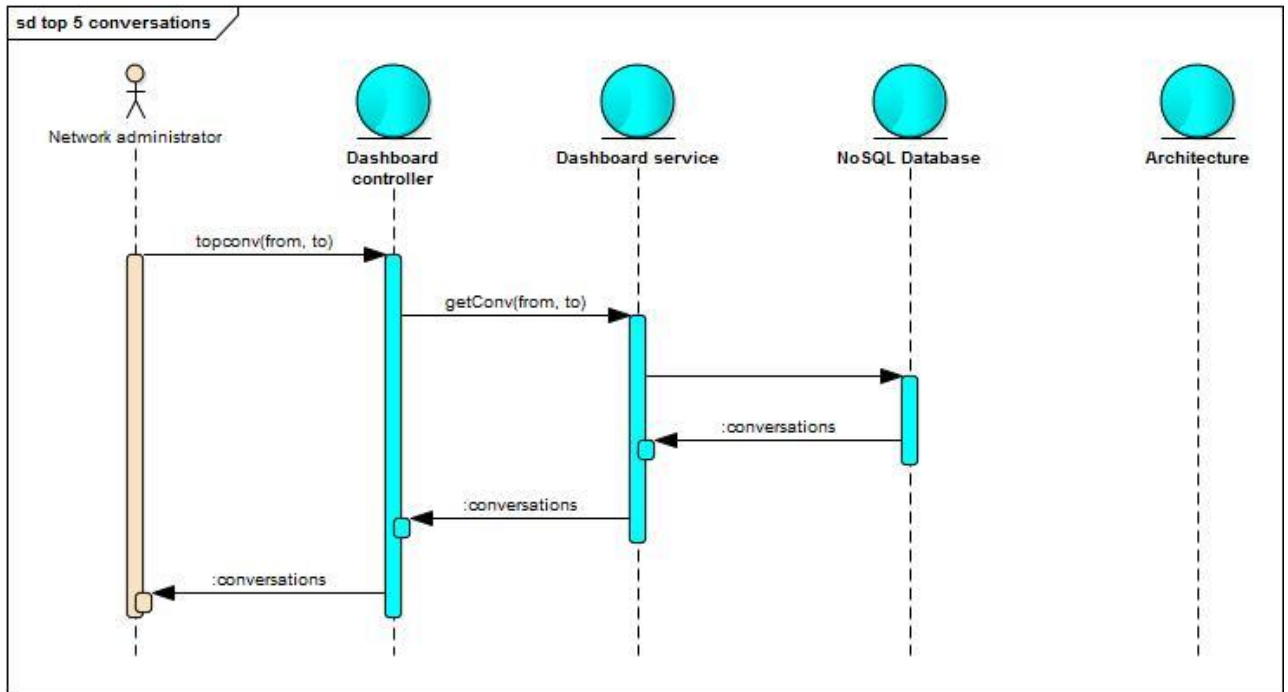 sd top 5 conversations
Network administrator
Dashboard
controller
Dashboard service
NoSQL Database
Architecture
topconv(from, to)
getConv(from, to)
:conversations
:conversations
:conversations